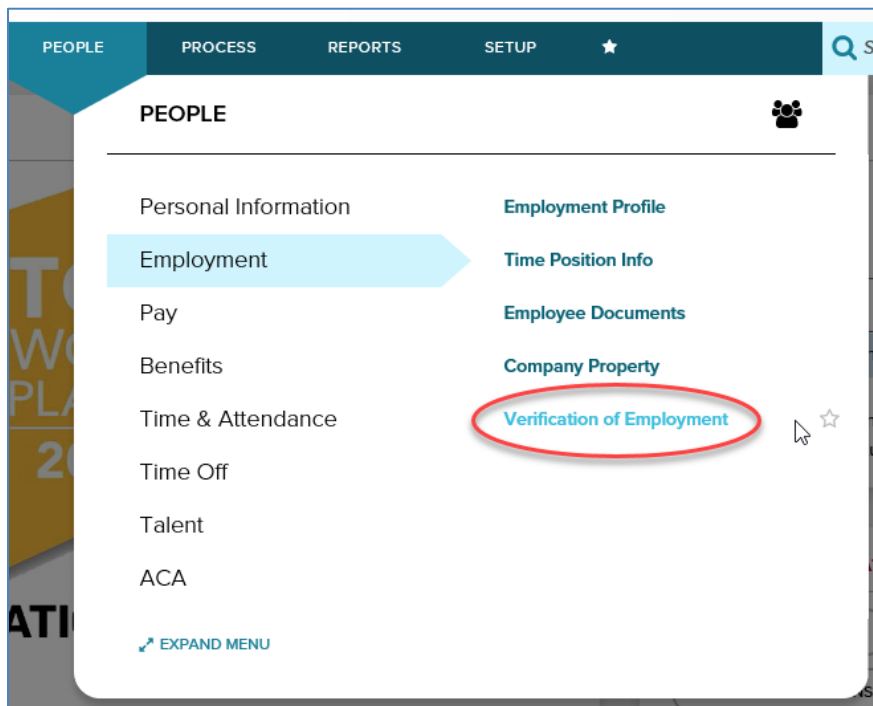 PEOPLE PROCESS REPORTS SETUP
PEOPLE
Personal Information
Employment
Pay
Benefits
Time & Attendance
Time Off
Talent
ACA
EXPAND MENU
Employment Profile
Time Position Info
Employee Documents
Company Property
Verification of Employment